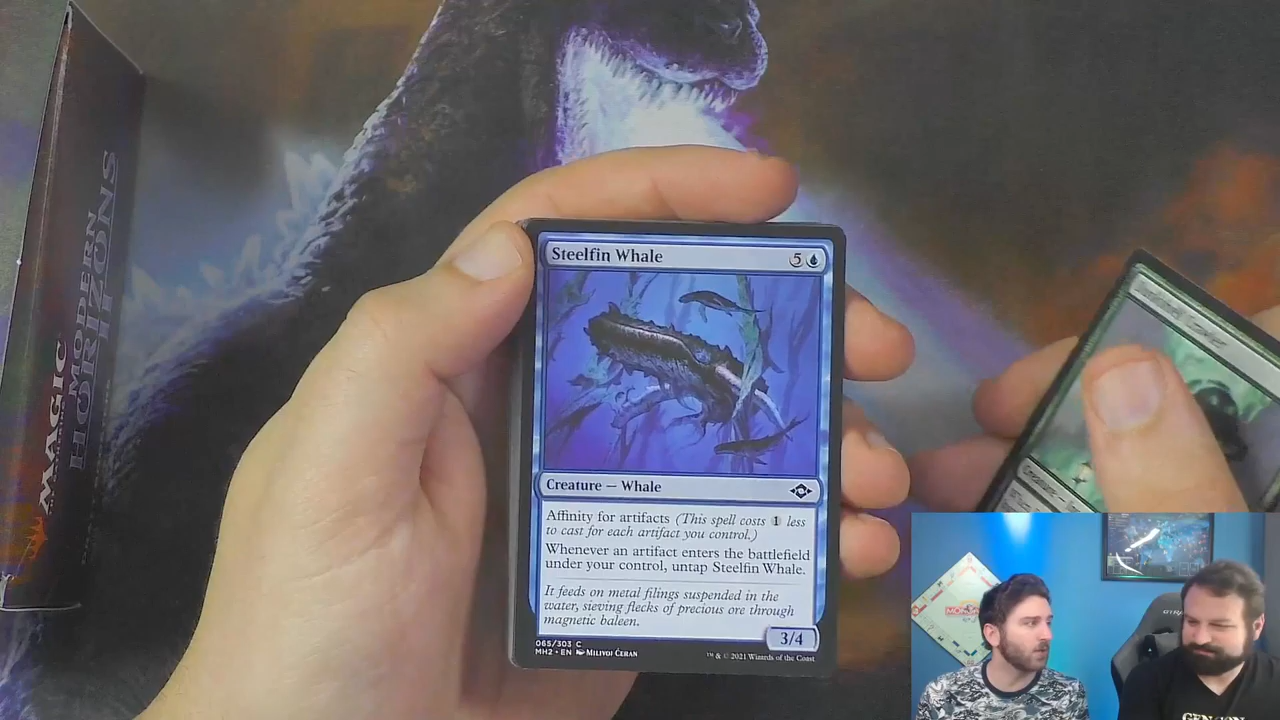 MAGIC
MODERN
HORIZONS
Steelfin Whale
5
Creature — Whale
Affinity for artifacts (This spell costs 1 less
to cast for each artifact you control.)
Whenever an artifact enters the battlefield
under your control, untap Steelfin Whale.
It feeds on metal filings suspended in the
water, sieving flecks of precious ore through
magnetic baleen.
3/4
065/303 C
MH2 • EN Milivoj Ćeran
™ & © 2021 Wizards of the Coast